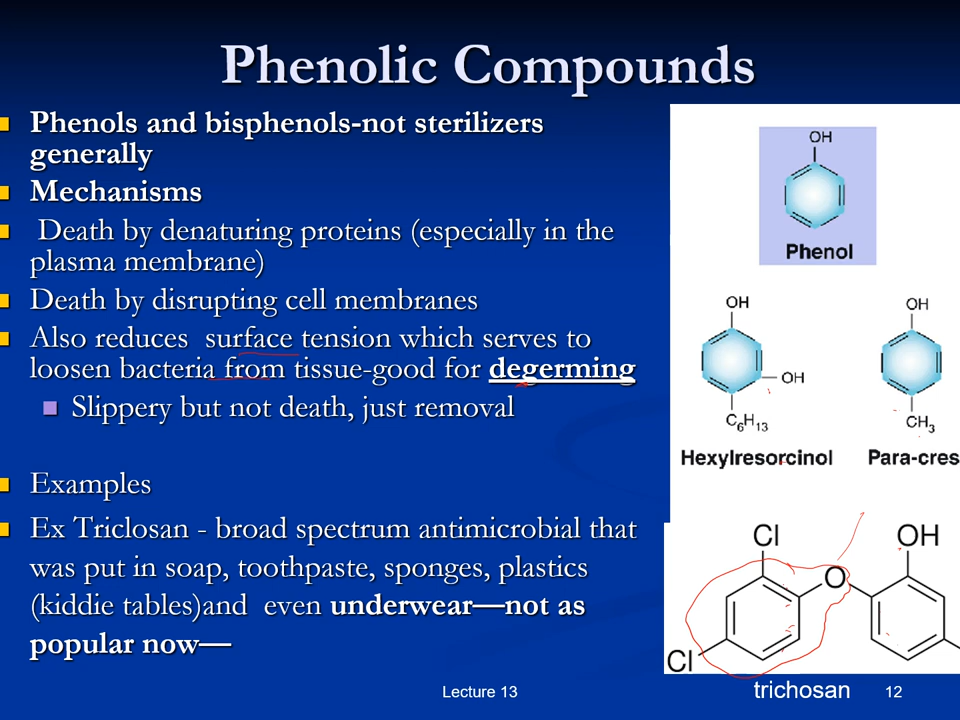 Phenolic Compounds
Phenols and bisphenols-not sterilizers
generally
Mechanisms
Death by denaturing proteins (especially in the
plasma membrane)
Death by disrupting cell membranes
Also reduces surface tension which serves to
loosen bacteria from tissue-good for degerming
Slippery but not death, just removal
Examples
Ex Triclosan - broad spectrum antimicrobial that
was put in soap, toothpaste, sponges, plastics
(kiddie tables)and even underwear—not as
popular now—
OH
Phenol
OH
OH
C6H13
Hexylresorcinol
OH
CH3
Para-cres
Cl
O
OH
Cl
trichosan
Lecture 13
12